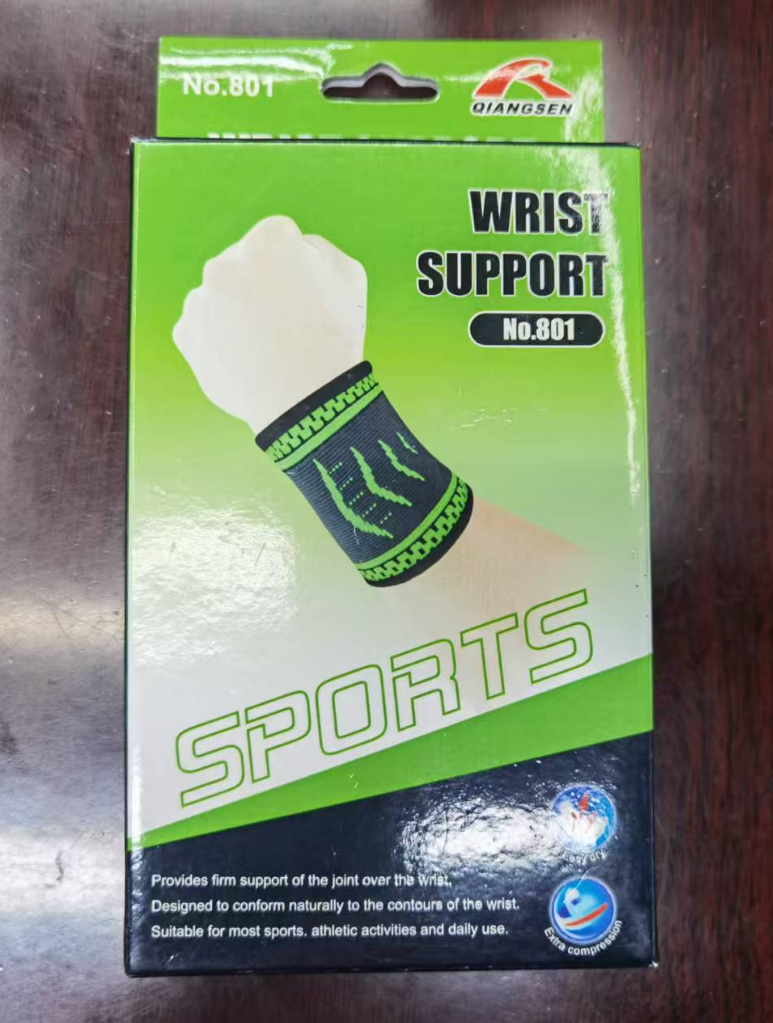 No.801
QIANGSEN
WRIST
SUPPORT
No.801
SPORTS
Provides firm support of the joint over the wrist.
Designed to conform naturally to the contours of the wrist.
Suitable for most sports. athletic activities and daily use.
dry
Extra compression